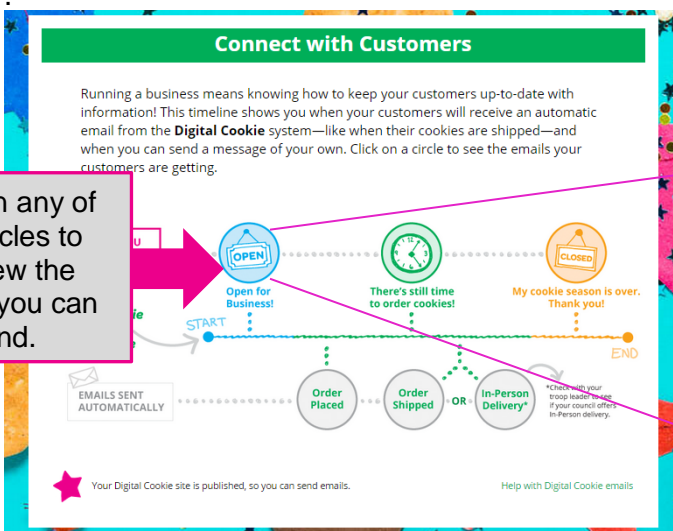 Connect with Customers
Running a business means knowing how to keep your customers up-to-date with
information! This timeline shows you when your customers will receive an automatic
email from the Digital Cookie system—like when their cookies are shipped—and
when you can send a message of your own. Click on a circle to see the emails your
customers are getting.
any of
to
the
you can
OPEN
CLOSED
Open for
Business!
There's still time
to order cookies!
My cookie season is over.
Thank you!
START
END
EMAILS SENT
AUTOMATICALLY
Order
Placed
Order
Shipped
OR
In-Person
Delivery*
*Check with your
troop leader to see
if your council offers
In-Person delivery.
Your Digital Cookie site is published, so you can send emails.
Help with Digital Cookie emails